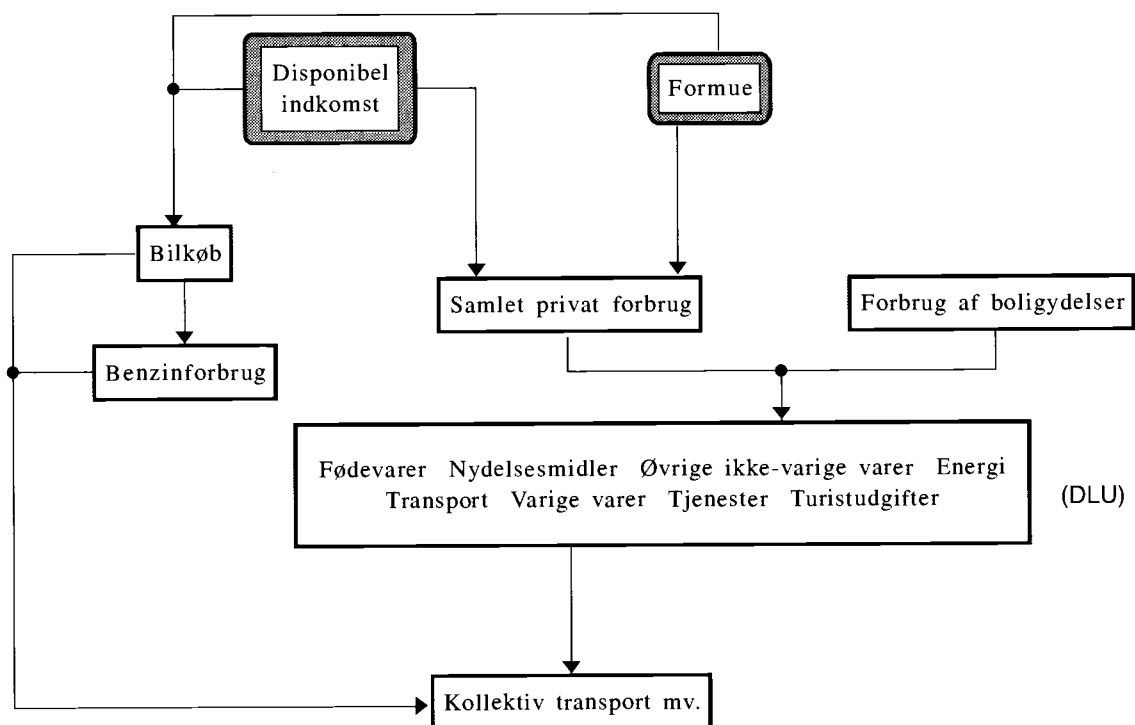 Disponibel
indkomst
Formue
Bilkøb
Samlet privat forbrug
Forbrug af boligydelser
Benzinforbrug
Fødevarer Nydelsesmidler Øvrige ikke-varige varer Energi
Transport Varige varer Tjenester Turistudgifter
(DLU)
Kollektiv transport mv.